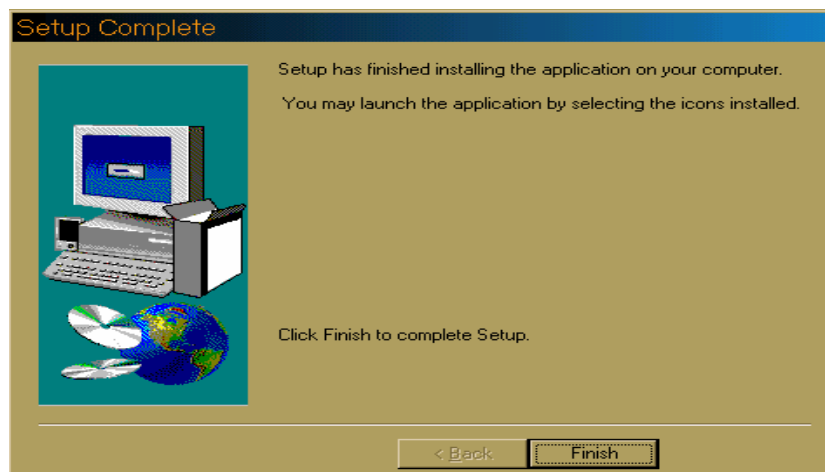 Setup Complete
Setup has finished installing the application on your computer.
You may launch the application by selecting the icons installed.
Click Finish to complete Setup.
< Back
Finish